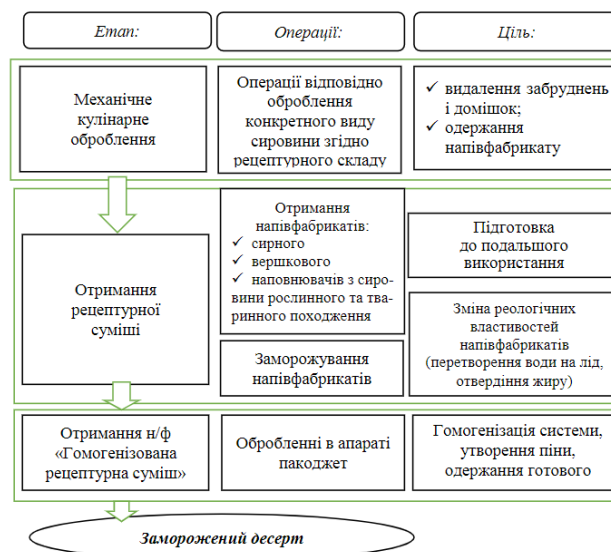 Етап:
Операції:
Ціль:
Механічне
кулінарне
оброблення
Операції відповідно
оброблення
конкретного виду
сировини згідно
рецептурного складу
✓ видалення забруднень
і домішок;
✓ одержання
напівфабрикату
Отримання
рецептурної
суміші
Отримання
напівфабрикатів:
✓ сирного
✓ вершкового
✓ наповнювачів з сиро-
вини рослинного та тва-
ринного походження
Заморожування
напівфабрикатів
Підготовка
до подальшого
використання
Зміна реологічних
властивостей
напівфабрикатів
(перетворення води на лід,
отвердіння жиру)
Отримання н/ф
«Гомогенізована
рецептурна суміш»
Обробленні в апараті
пакоджет
Гомогенізація системи,
утворення піни,
одержання готового
Заморожений десерт